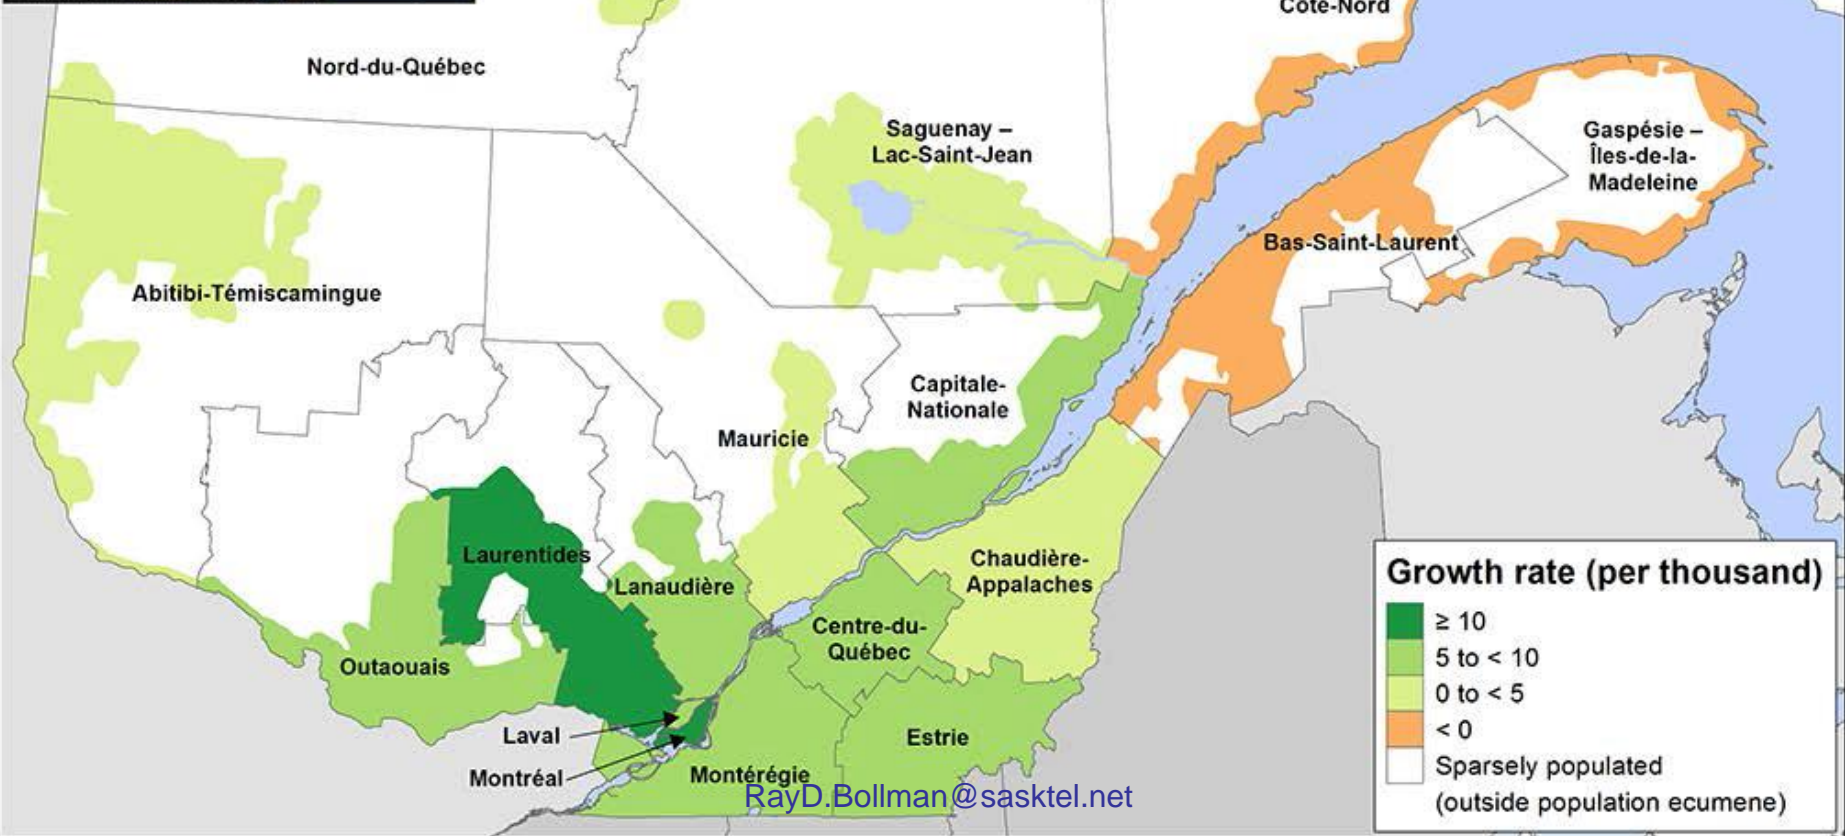 Côte-Nord
Nord-du-Québec
Saguenay –
Lac-Saint-Jean
Gaspésie –
Îles-de-la-
Madeleine
Bas-Saint-Laurent
Abitibi-Témiscamingue
Capitale-
Nationale
Mauricie
Laurentides
Lanaudière
Chaudière-
Appalaches
Centre-du-
Québec
Outaouais
Laval
Estrie
Montréal
Montérégie
RayD.Bollman@sasktel.net
Growth rate (per thousand)
≥ 10
5 to < 10
0 to < 5
< 0
Sparsely populated
(outside population ecumene)